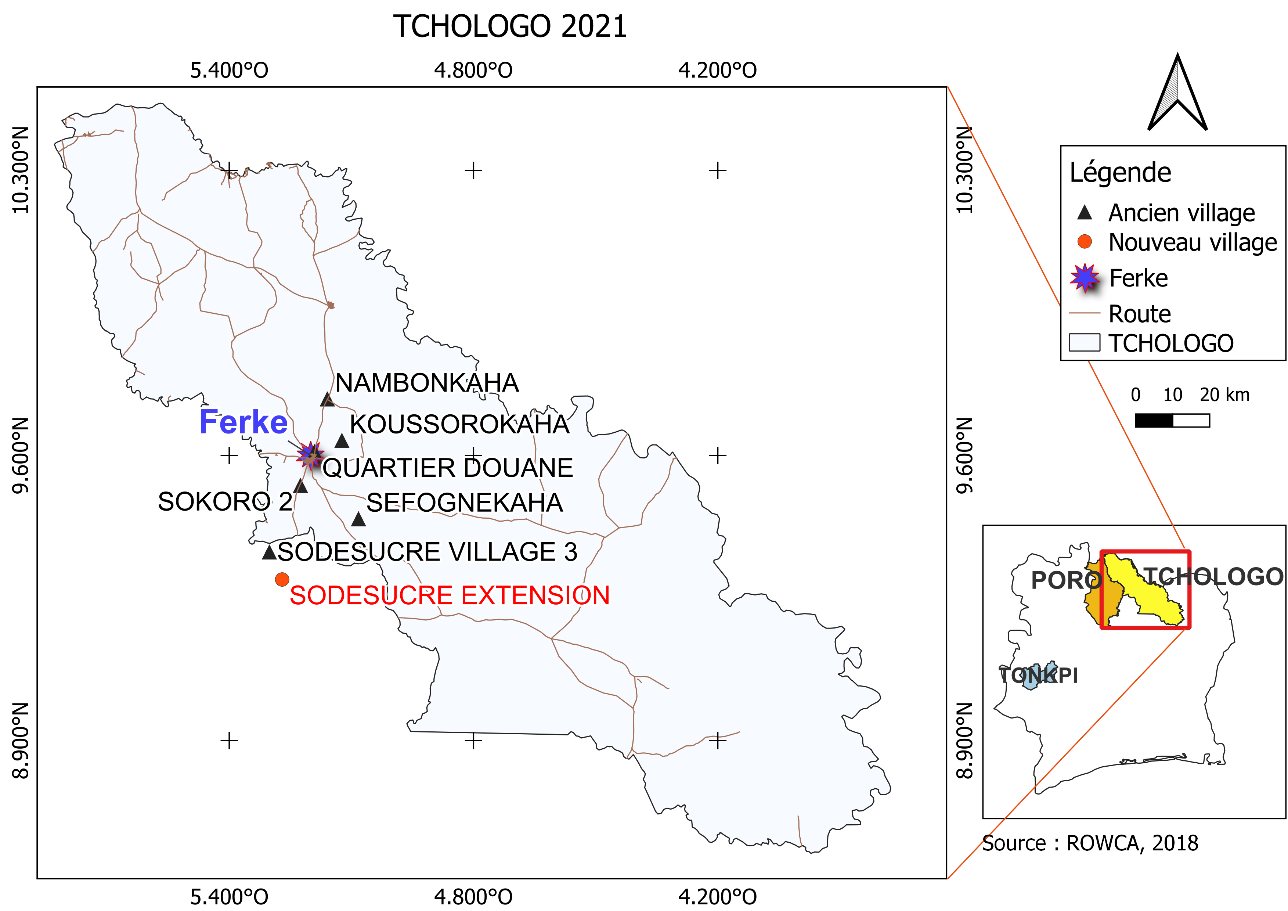 TCHOLOGO 2021
5.400°O 4.800°O 4.200°O
10.300°N
9.600°N
8.900°N
10.300°N
9.600°N
8.900°N
NAMBONKAHA
Ferke
KOUSSOROKAHA
QUARTIER DOUANE
SOKORO 2
SEFOGNEKAHA
SODESUCRE VILLAGE 3
SODESUCRE EXTENSION
5.400°O 4.800°O 4.200°O
Légende
Ancien village
Nouveau village
Ferke
Route
TCHOLOGO
0 10 20 km
PORO
TCHOLOGO
TONKPI
Source : ROWCA, 2018